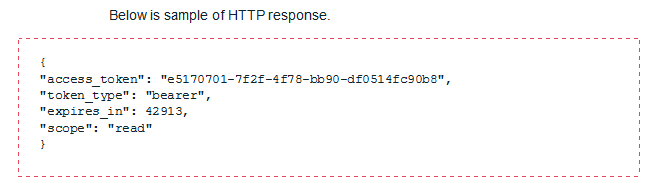 Below is sample of HTTP response.
{
"access_token": "e5170701-7f2f-4f78-bb90-df0514fc90b8",
"token_type": "bearer",
"expires_in": 42913,
"scope": "read"
}